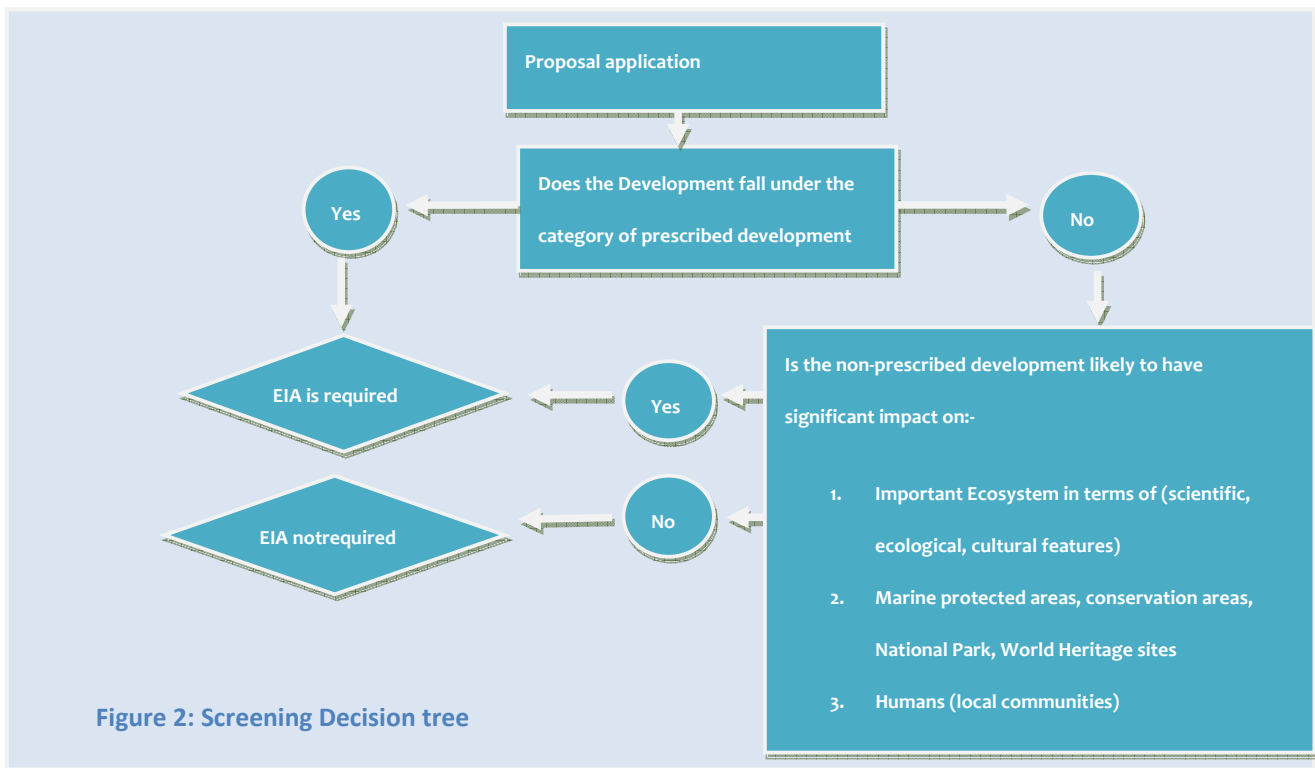 Proposal application
Does the Development fall under the
category of prescribed development
Yes
No
Is the non-prescribed development likely to have
significant impact on:-
EIA is required
Yes
1. Important Ecosystem in terms of (scientific,
ecological, cultural features)
EIA notrequired
No
2. Marine protected areas, conservation areas,
National Park, World Heritage sites
3. Humans (local communities)
Figure 2: Screening Decision tree